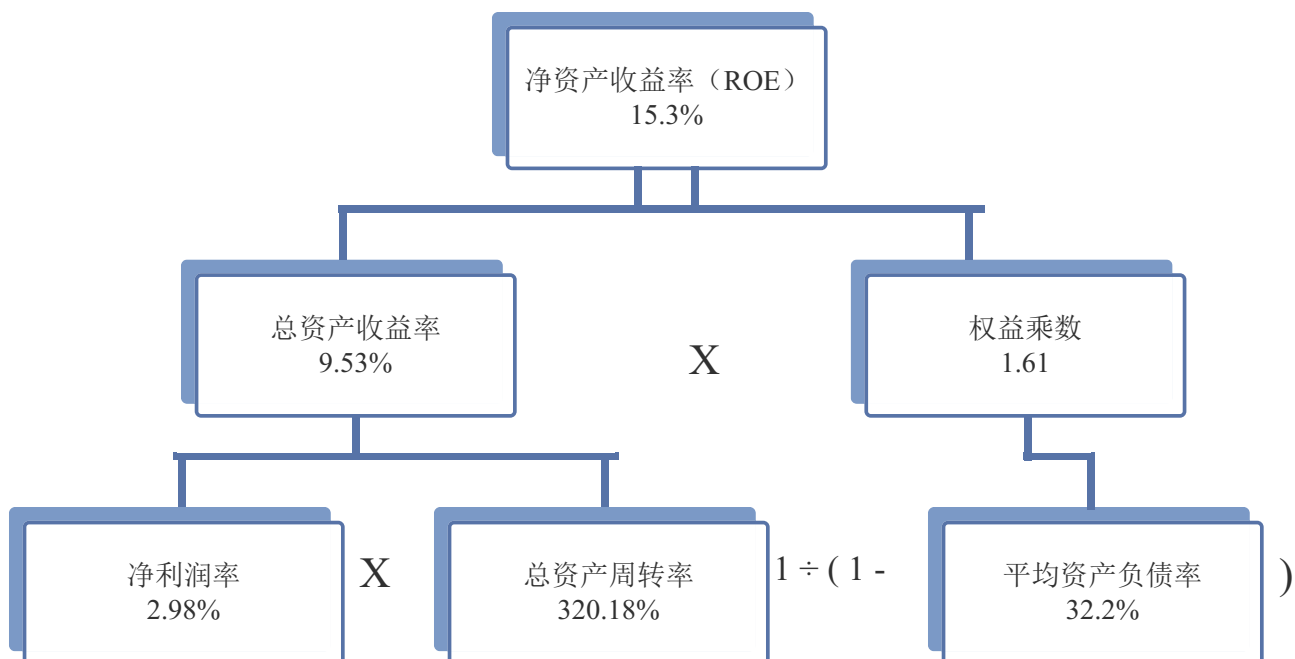 净资产收益率（ROE）
15.3%
总资产收益率
9.53%
X
权益乘数
1.61
净利润率
2.98%
X
总资产周转率
320.18%
1 ÷ ( 1 -
平均资产负债率
32.2%
)